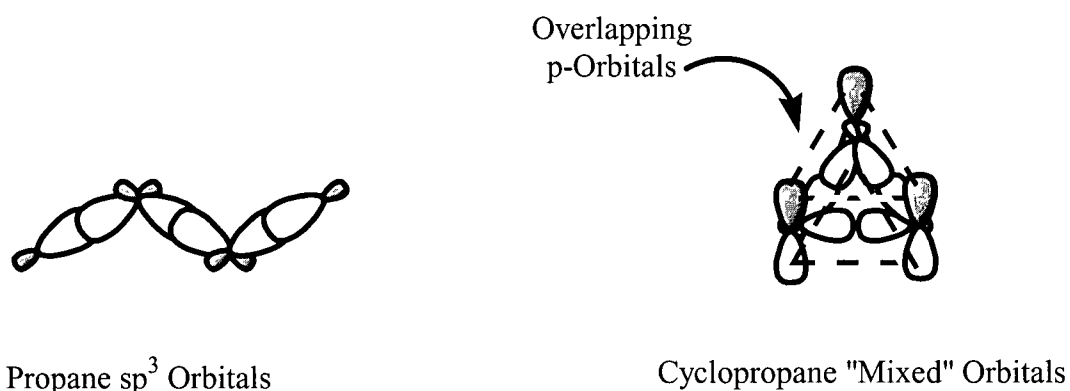 Overlapping
p-Orbitals
Propane sp³ Orbitals
Cyclopropane "Mixed" Orbitals